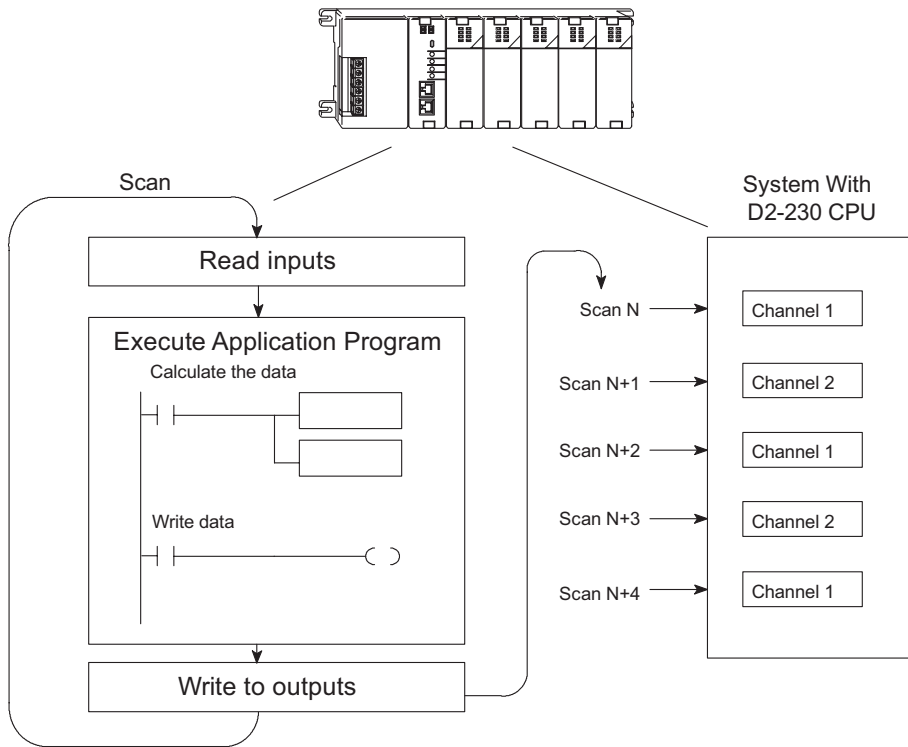 Scan
System With
D2-230 CPU
Read inputs
Execute Application Program
Calculate the data
Write data
Write to outputs
Scan N
Channel 1
Scan N+1
Channel 2
Scan N+2
Channel 1
Scan N+3
Channel 2
Scan N+4
Channel 1